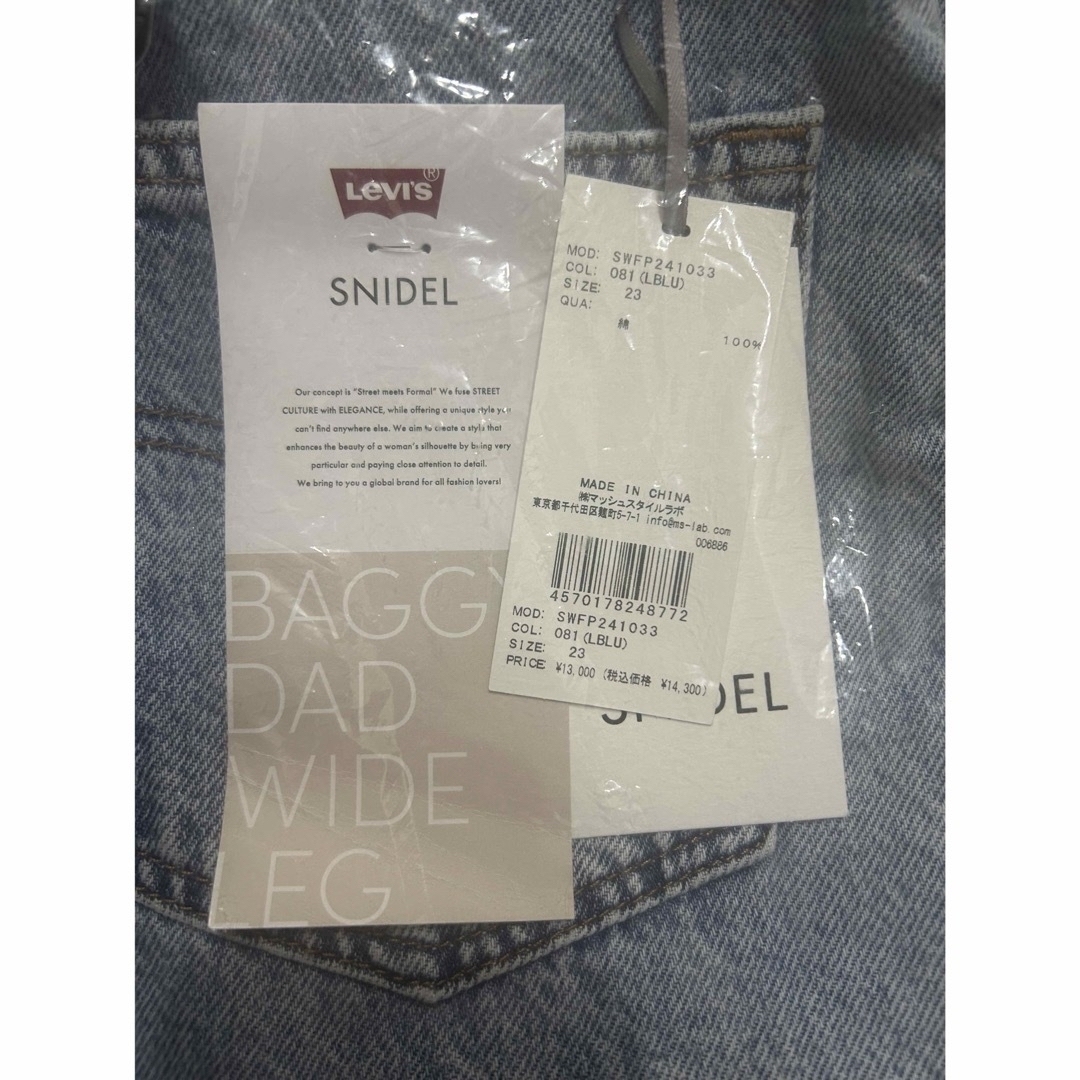 LEVI'S®
SNIDEL
Our concept is "Street meets Formal" We fuse STREET
CULTURE with ELEGANCE, while offering a unique style you
can't find anywhere else. We aim to create a style that
enhances the beauty of a woman's silhouette by being very
particular and paying close attention to detail.
We bring to you a global brand for all fashion lovers!
BAGGY
DAD
WIDE
LEG
MOD: SWFP241033
COL: 081(LBLU)
SIZE: 23
QUA:
綿 100%
MADE IN CHINA
㈱マッシュスタイルラボ
東京都千代田区麹町5-7-1 info@ms-lab.com
006886
4570178248772
MOD: SWFP241033
COL: 081(LBLU)
SIZE: 23
PRICE: ¥13,000 (税込価格 ¥14,300)